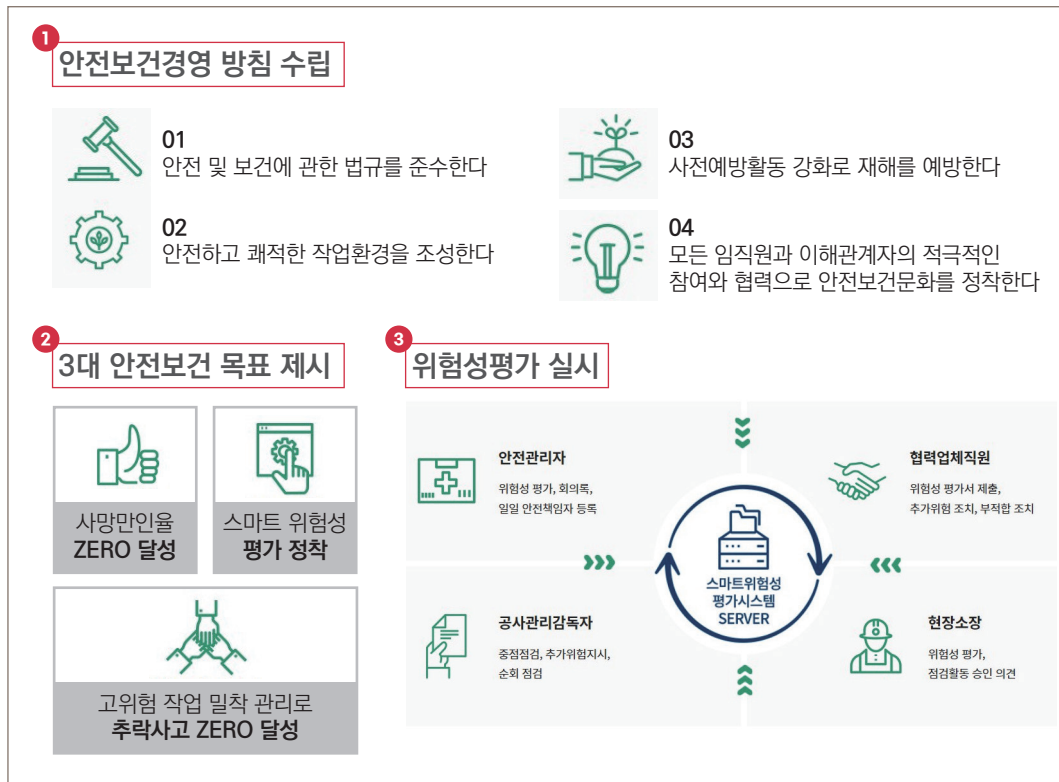 1
안전보건경영 방침 수립
01
안전 및 보건에 관한 법규를 준수한다
02
안전하고 쾌적한 작업환경을 조성한다
03
사전예방활동 강화로 재해를 예방한다
04
모든 임직원과 이해관계자의 적극적인
참여와 협력으로 안전보건문화를 정착한다
2
3대 안전보건 목표 제시
사망만인율
ZERO 달성
스마트 위험성
평가 정착
고위험 작업 밀착 관리로
추락사고 ZERO 달성
3
위험성평가 실시
안전관리자
위험성 평가, 회의록,
일일 안전책임자 등록
협력업체직원
위험성 평가서 제출,
추가위험 조치, 부적합 조치
스마트위험성
평가시스템
SERVER
공사관리감독자
중점점검, 추가위험지시,
순회 점검
현장소장
위험성 평가,
점검활동 승인 의견